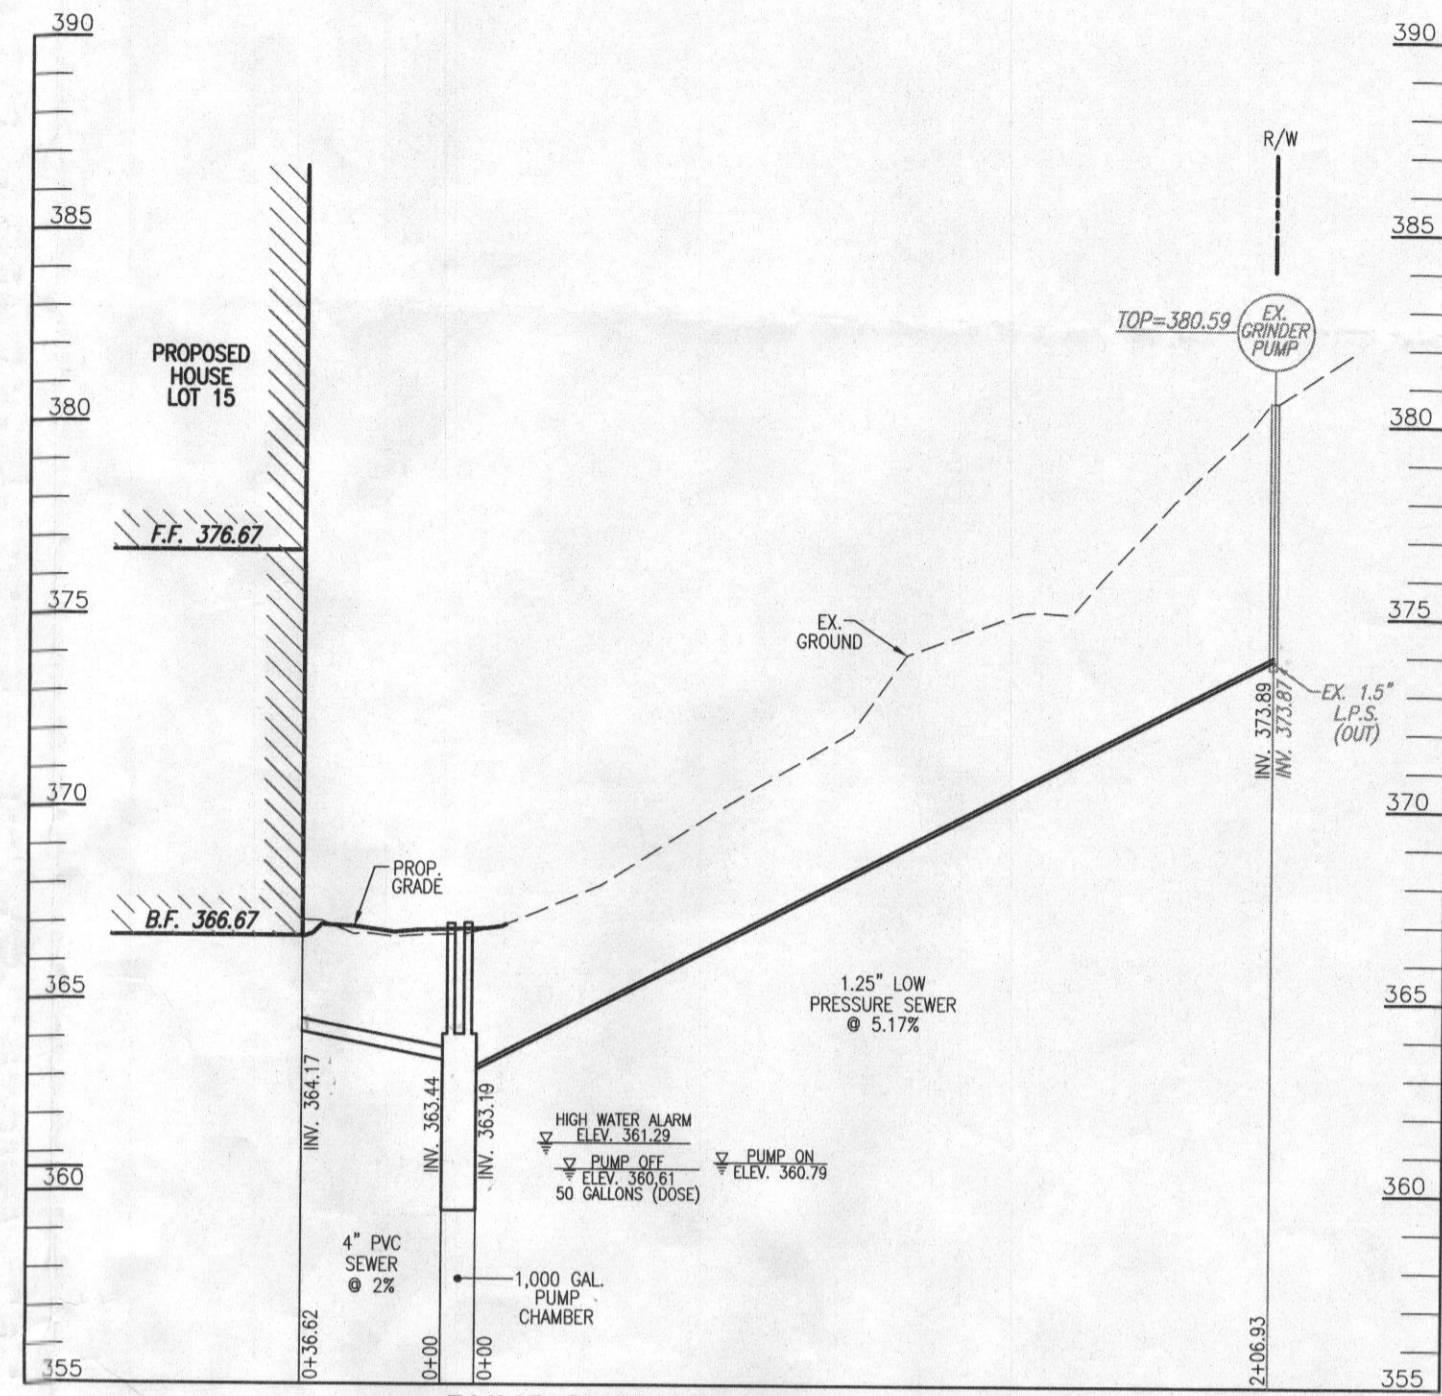 390
385
380
375
370
365
360
355
390
385
380
375
370
365
360
355
R/W
TOP=380.59
EX.
GRINDER
PUMP
PROPOSED
HOUSE
LOT 15
F.F. 376.67
B.F. 366.67
PROP.
GRADE
EX.
GROUND
EX. 1.5"
L.P.S.
(OUT)
INV. 373.89
INV. 373.87
1.25" LOW
PRESSURE SEWER
@ 5.17%
INV. 364.17
INV. 363.44
INV. 363.19
HIGH WATER ALARM
ELEV. 361.29
PUMP OFF
ELEV. 360.61
50 GALLONS (DOSE)
PUMP ON
ELEV. 360.79
4" PVC
SEWER
@ 2%
1,000 GAL.
PUMP
CHAMBER
0+36.62
0+00
0+00
2+06.93